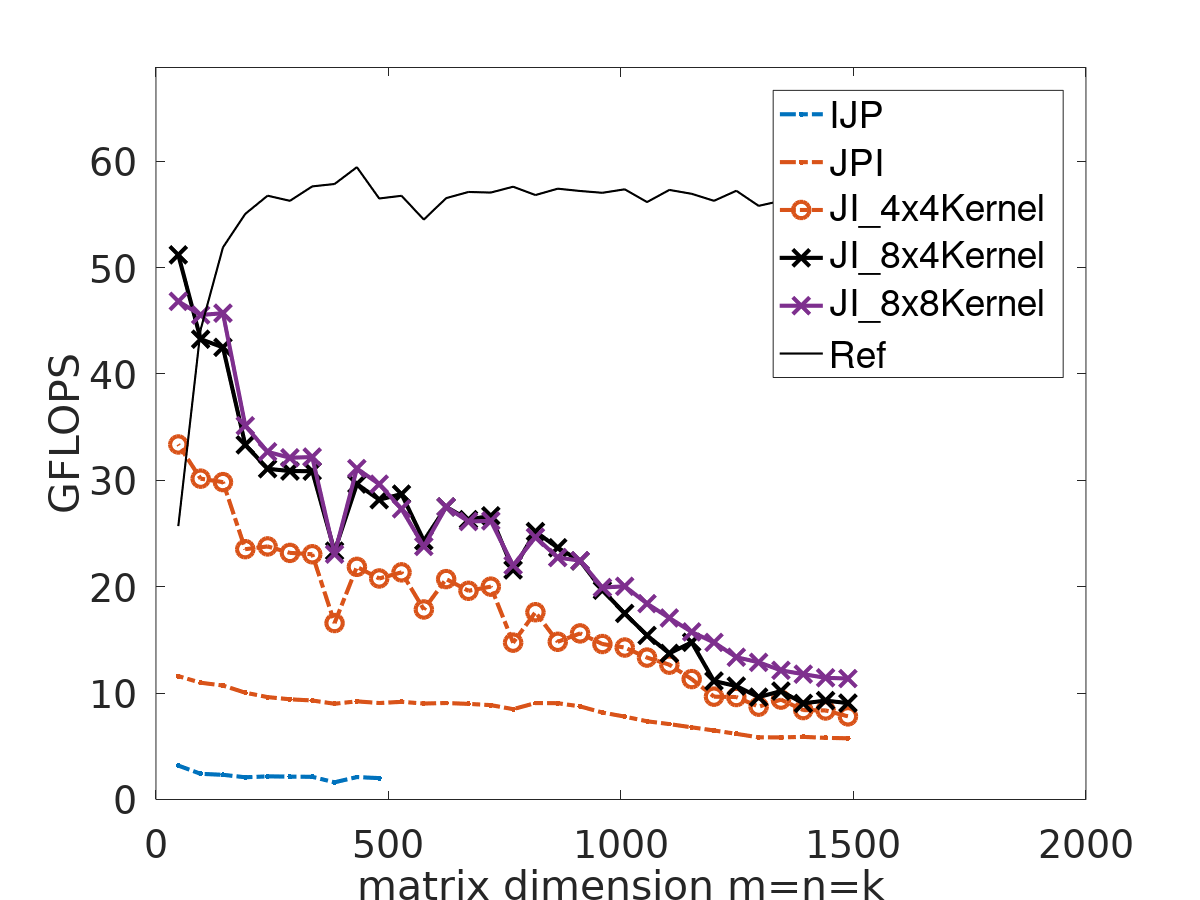 60
50
40
30
20
10
0
GFLOPS
0 500 1000 1500 2000
matrix dimension m=n=k
IJP
JPI
JI_4x4Kernel
JI_8x4Kernel
JI_8x8Kernel
Ref